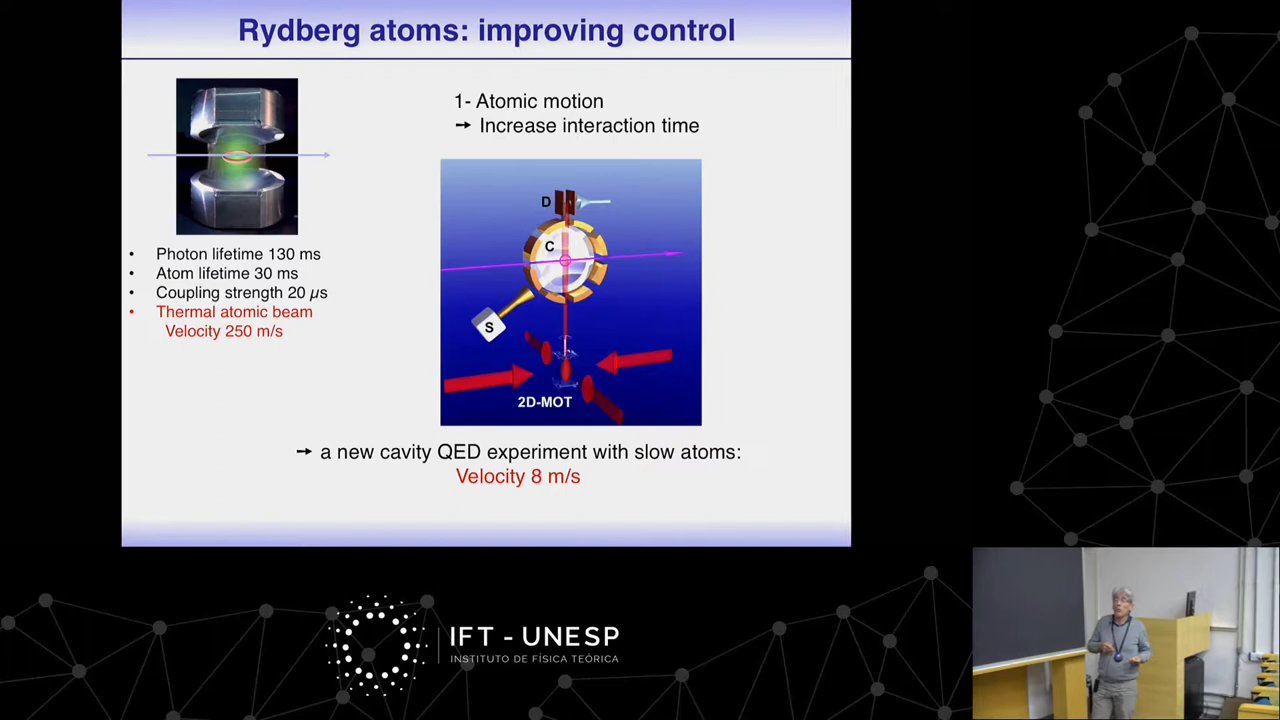 Rydberg atoms: improving control
1- Atomic motion
→ Increase interaction time
• Photon lifetime 130 ms
• Atom lifetime 30 ms
• Coupling strength 20 µs
• Thermal atomic beam
Velocity 250 m/s
D
C
S
2D-MOT
→ a new cavity QED experiment with slow atoms:
Velocity 8 m/s
IFT - UNESP
INSTITUTO DE FÍSICA TEÓRICA